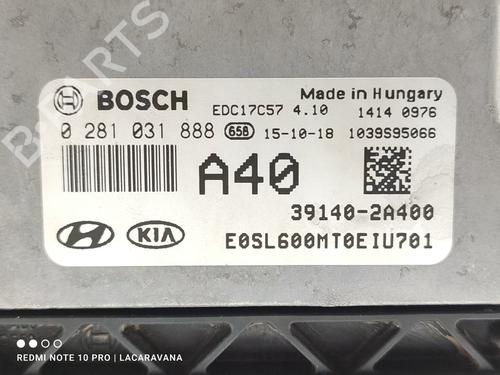 BOSCH
EDC17C57 4.10
Made in Hungary
1414 0976
0 281 031 888
65B
15-10-18
1039S95066
A40
39140-2A400
KIA
E0SL600MT0EIU701
REDMI NOTE 10 PRO | LACARAVANA